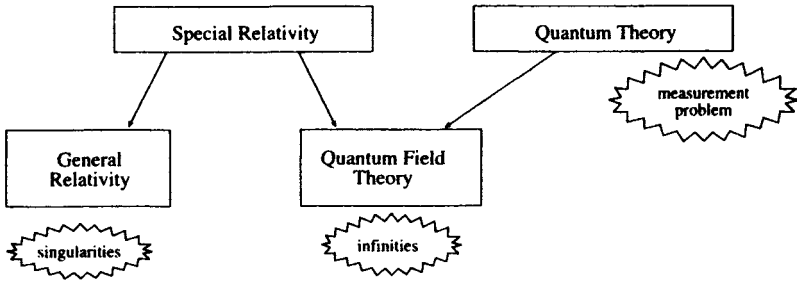 Special Relativity
Quantum Theory
measurement
problem
General
Relativity
Quantum Field
Theory
singularities
infinities